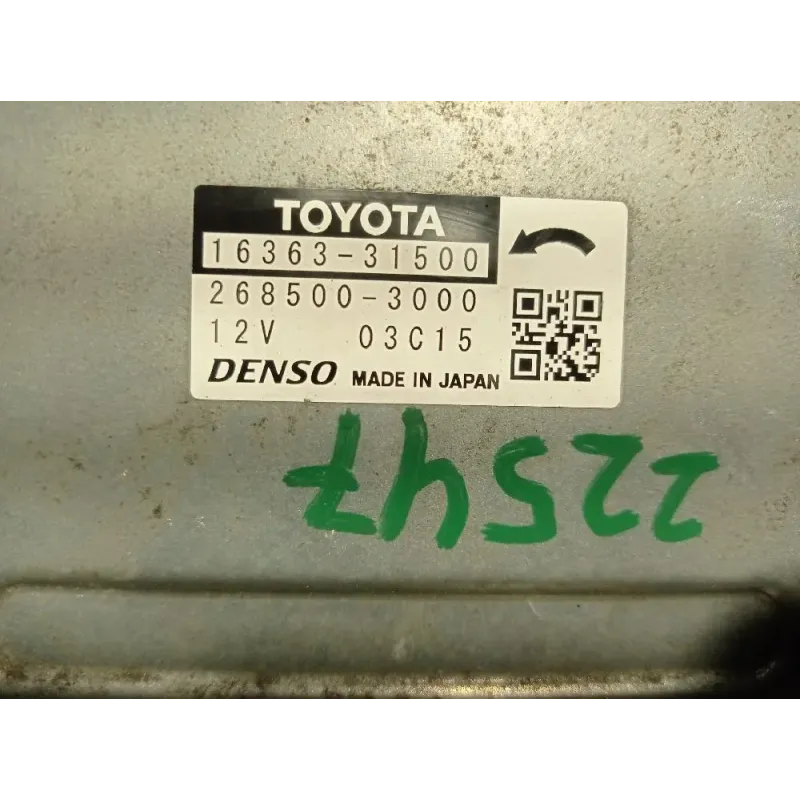 TOYOTA
16363-31500
268500-3000
12V 03C15
DENSO MADE IN JAPAN
22547